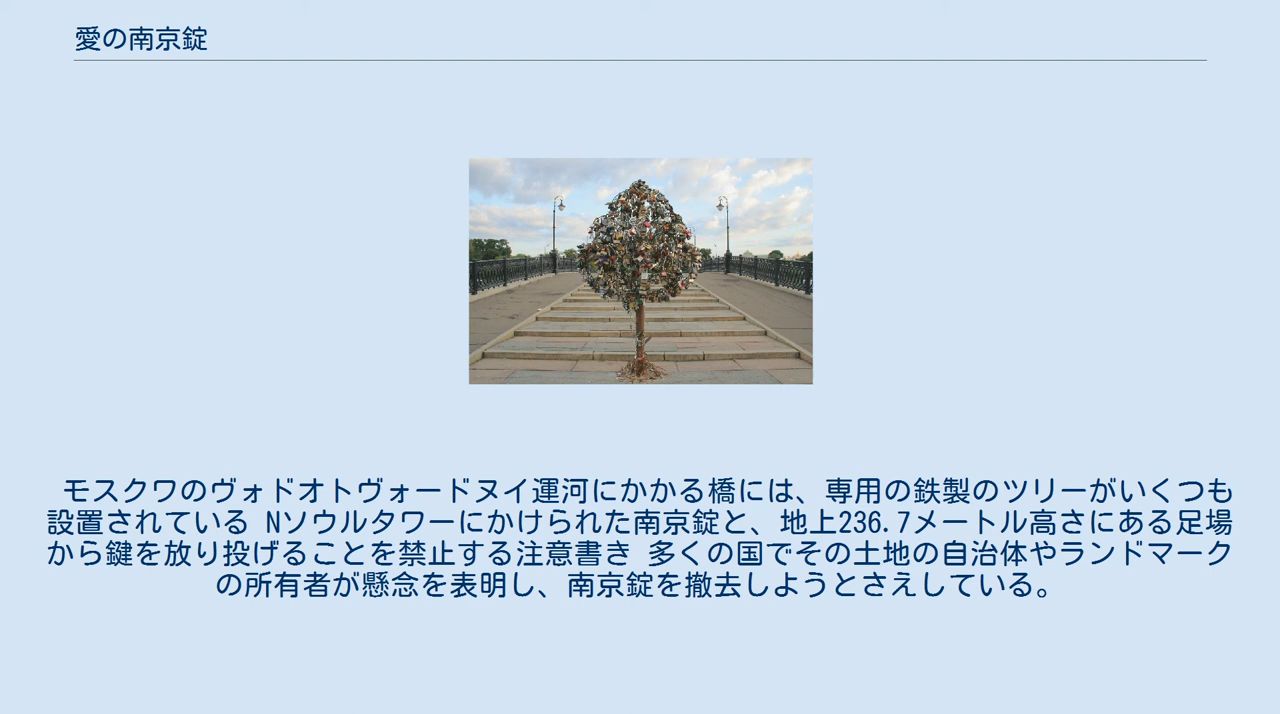 愛の南京錠
モスクワのヴォドオトヴォードヌイ運河にかかる橋には、専用の鉄製のツリーがいくつも
設置されている Nソウルタワーにかけられた南京錠と、地上236.7メートル高さにある足場
から鍵を放り投げることを禁止する注意書き 多くの国でその土地の自治体やランドマーク
の所有者が懸念を表明し、南京錠を撤去しようとさえしている。